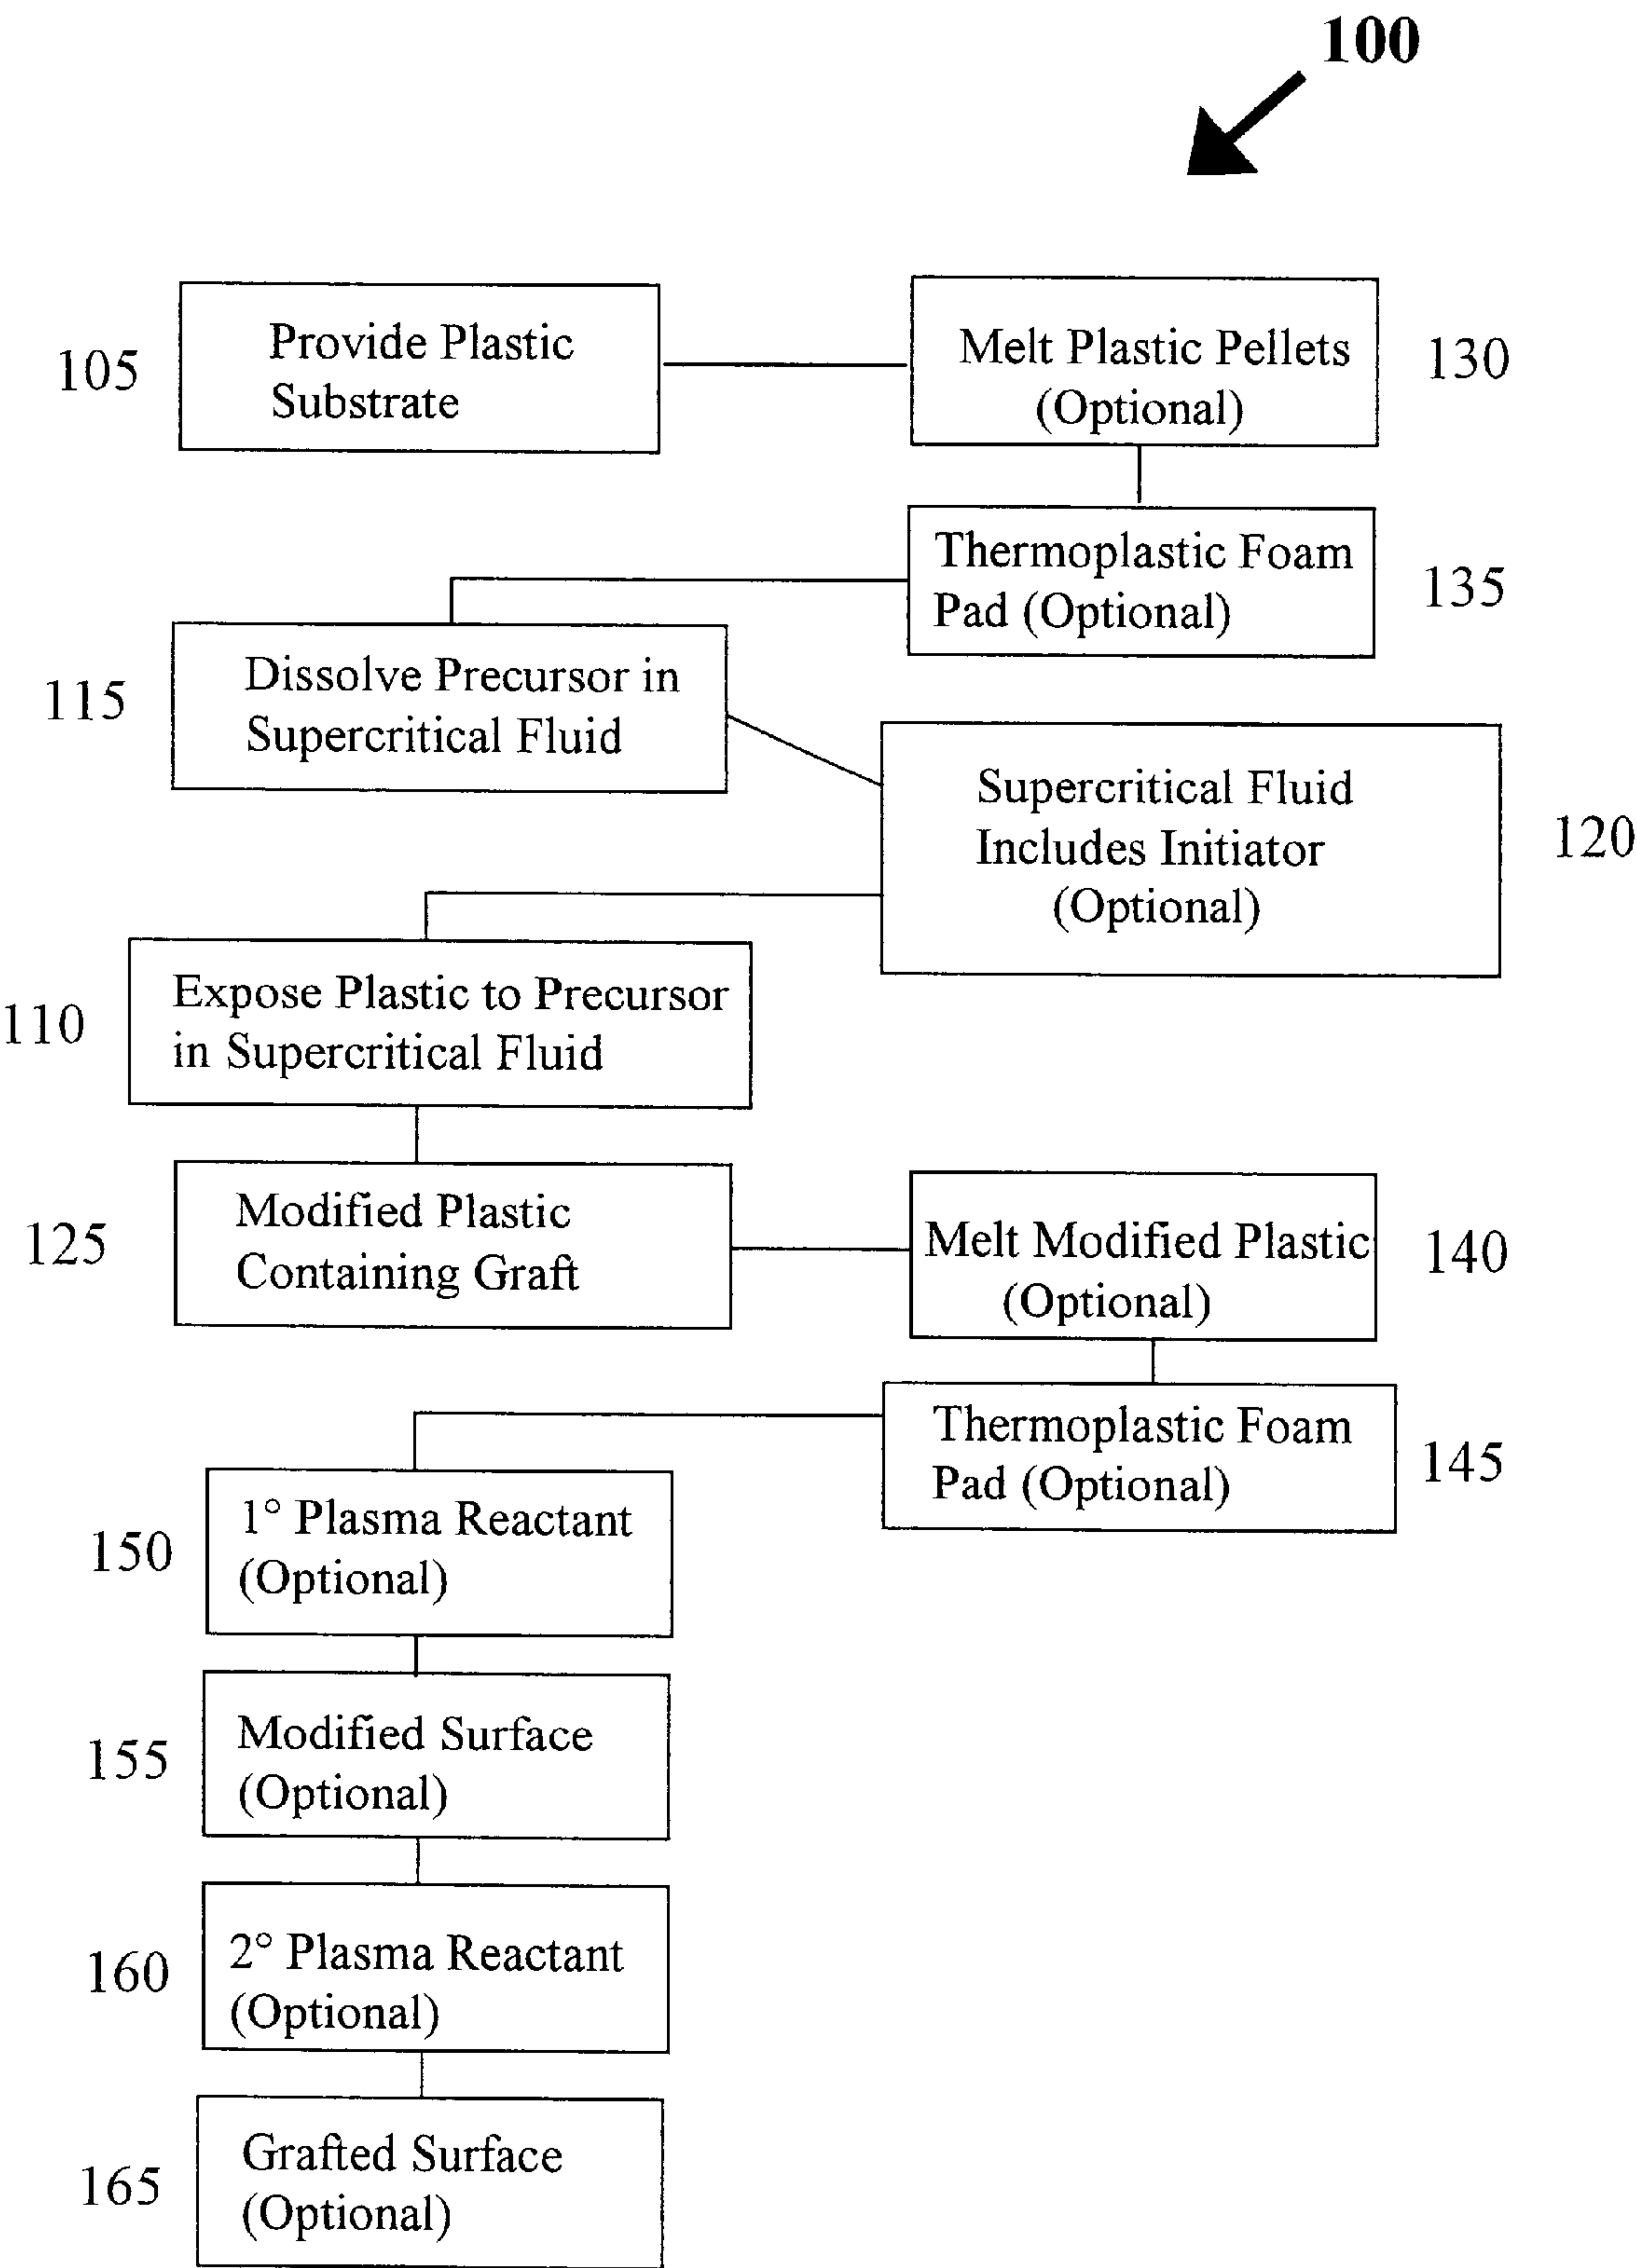 100
105
Provide Plastic
Substrate
Melt Plastic Pellets
(Optional)
130
Thermoplastic Foam
Pad (Optional)
135
115
Dissolve Precursor in
Supercritical Fluid
Supercritical Fluid
Includes Initiator
(Optional)
120
110
Expose Plastic to Precursor
in Supercritical Fluid
125
Modified Plastic
Containing Graft
Melt Modified Plastic
(Optional)
140
Thermoplastic Foam
Pad (Optional)
145
150
1° Plasma Reactant
(Optional)
155
Modified Surface
(Optional)
160
2° Plasma Reactant
(Optional)
165
Grafted Surface
(Optional)